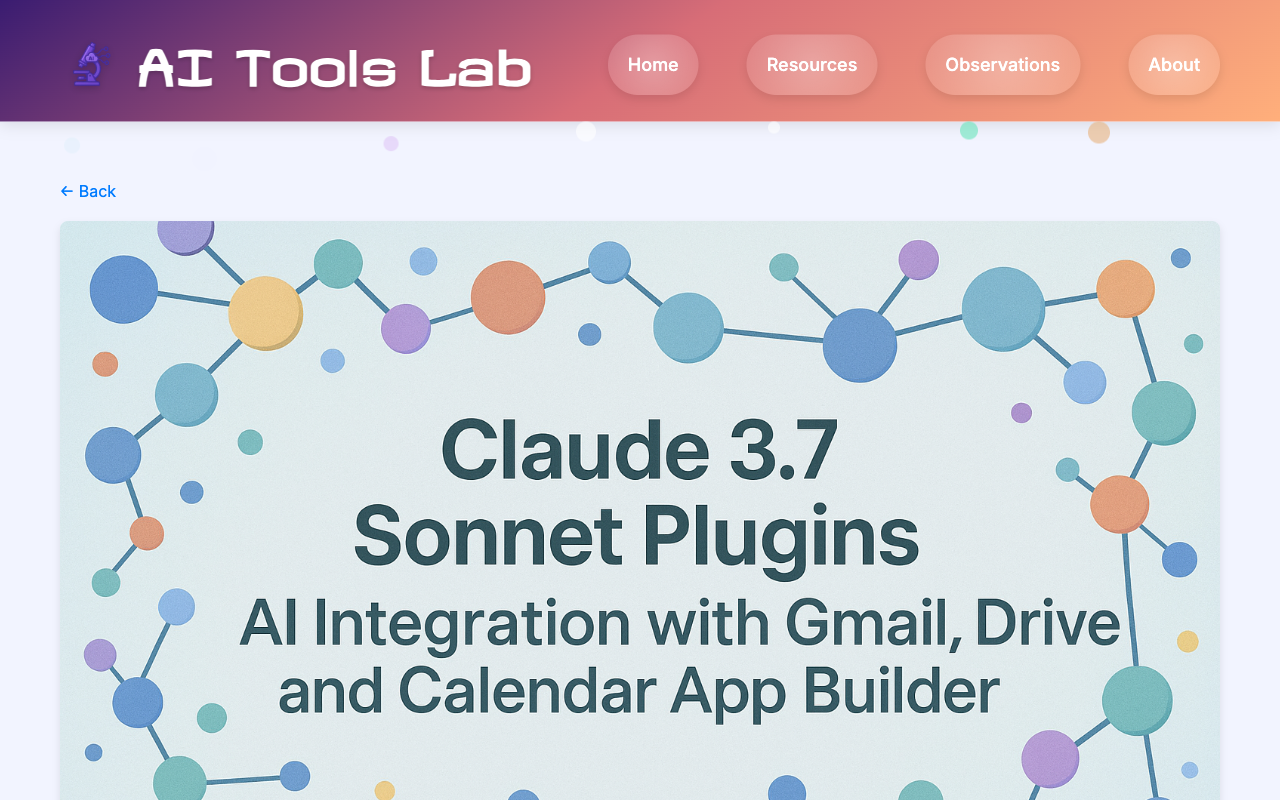 AI Tools Lab
Home
Resources
Observations
About
← Back
Claude 3.7
Sonnet Plugins
AI Integration with Gmail, Drive
and Calendar App Builder